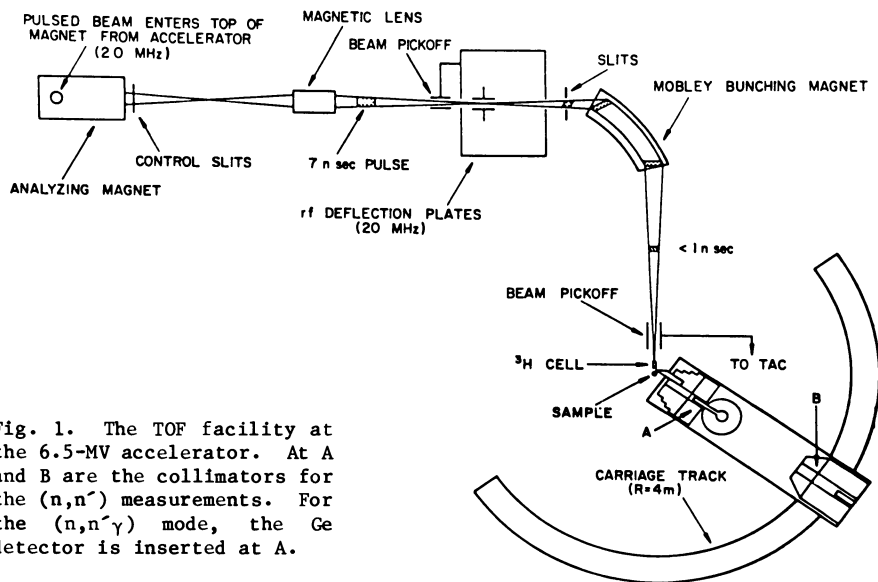 PULSED BEAM ENTERS TOP OF
MAGNET FROM ACCELERATOR
(20 MHz)
MAGNETIC LENS
BEAM PICKOFF
SLITS
MOBLEY BUNCHING MAGNET
CONTROL SLITS
7 n sec PULSE
ANALYZING MAGNET
rf DEFLECTION PLATES
(20 MHz)
< 1 n sec
BEAM PICKOFF
³H CELL
TO TAC
SAMPLE
A
B
CARRIAGE TRACK
(R=4m)
Fig. 1. The TOF facility at
the 6.5-MV accelerator. At A
and B are the collimators for
the (n,n´) measurements. For
the (n,n´γ) mode, the Ge
detector is inserted at A.